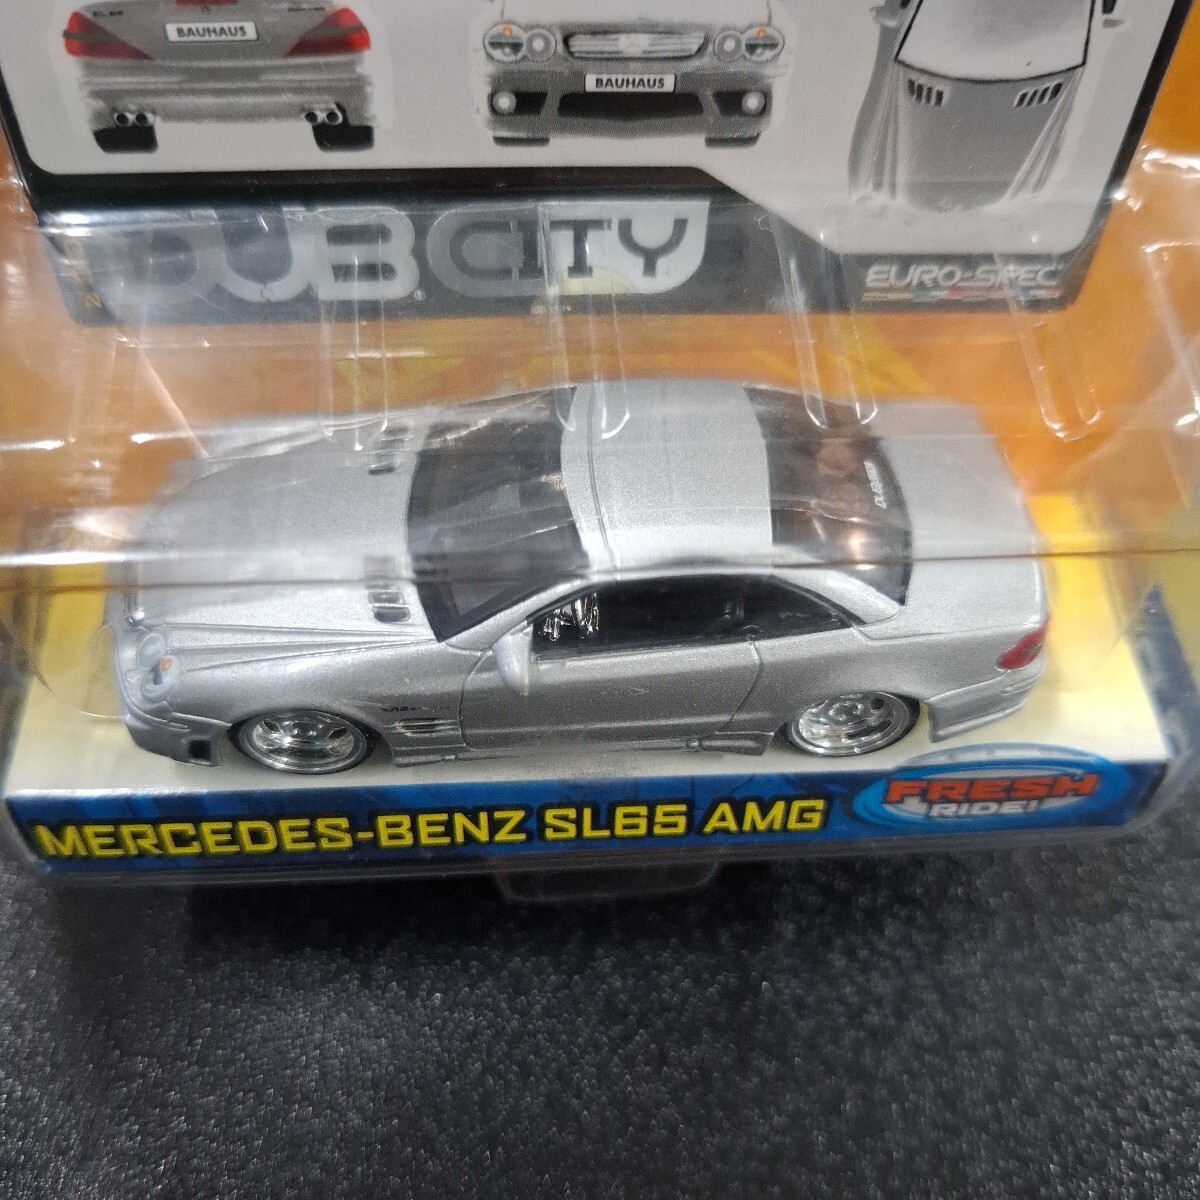 BAUHAUS
BAUHAUS
DUB CITY
EURO-SPEC
MERCEDES-BENZ SL65 AMG
FRESH
RIDE!